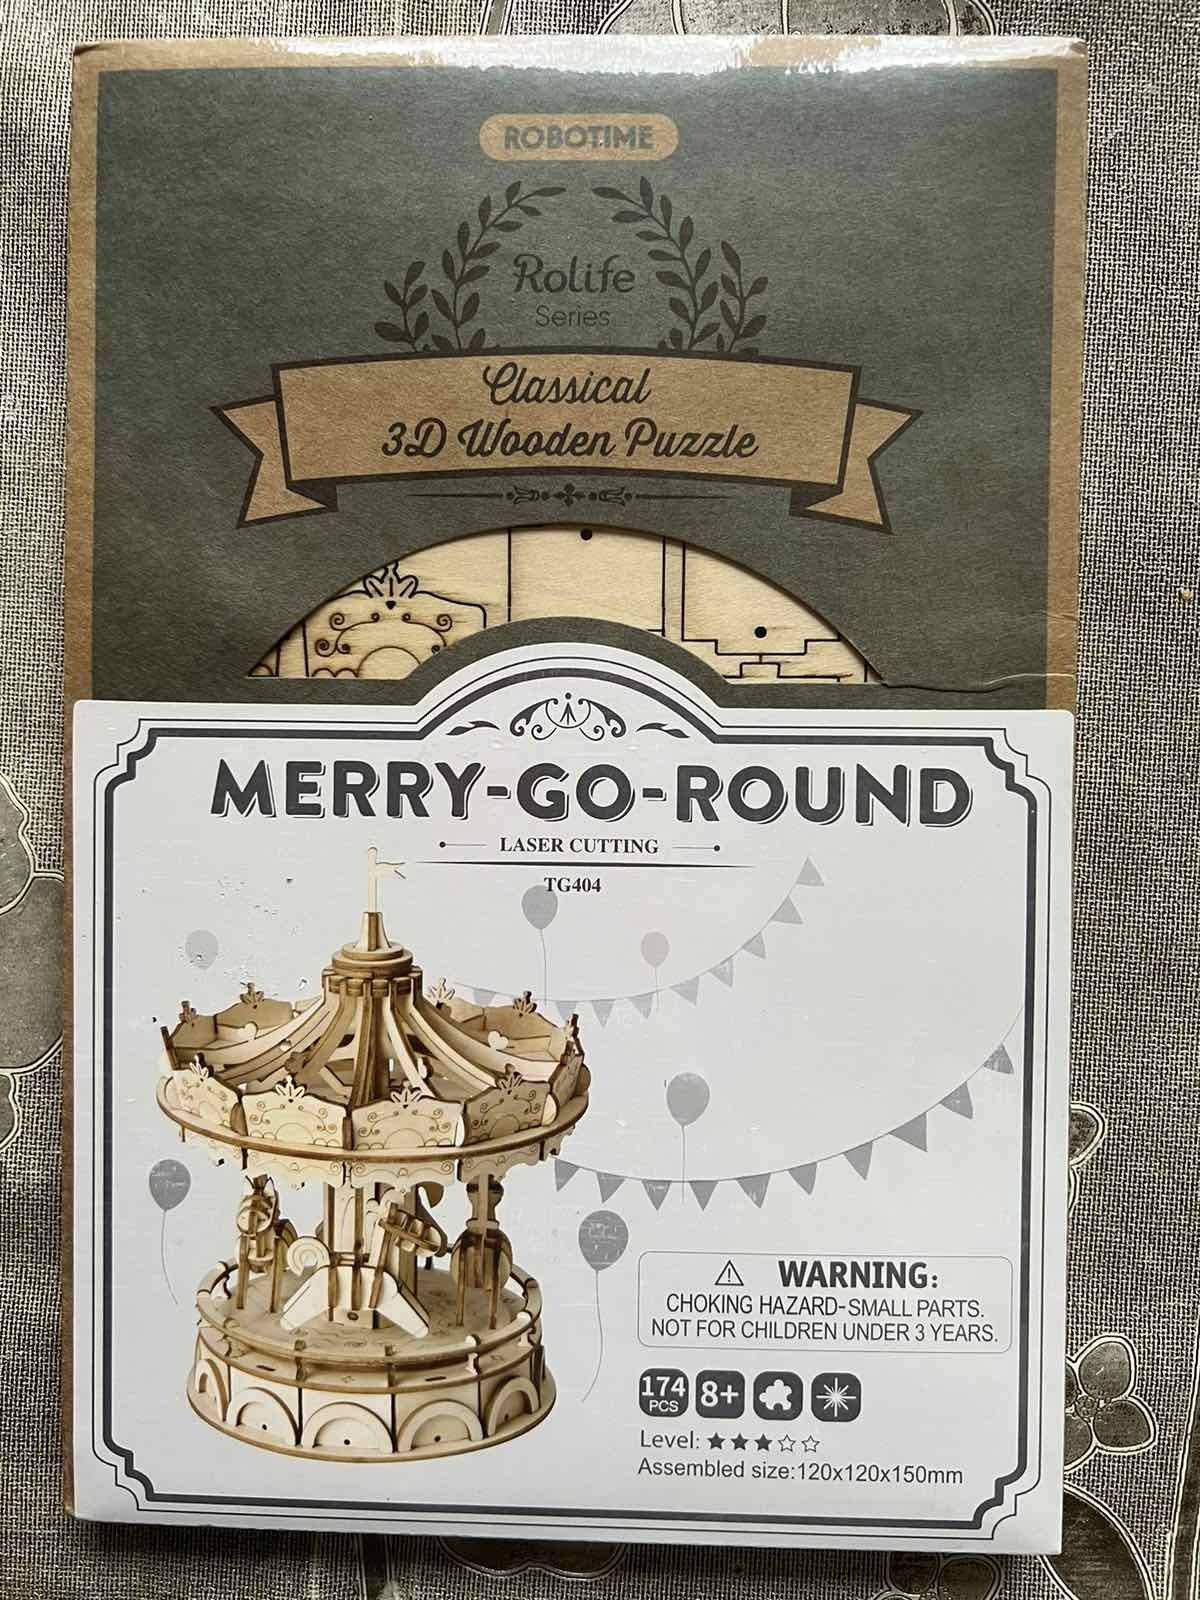 ROBOTIME
Rolife
Series
Classical
3D Wooden Puzzle
MERRY-GO-ROUND
LASER CUTTING
TG404
WARNING:
CHOKING HAZARD-SMALL PARTS.
NOT FOR CHILDREN UNDER 3 YEARS.
174
PCS
8+
Level: ★★★☆☆
Assembled size:120x120x150mm